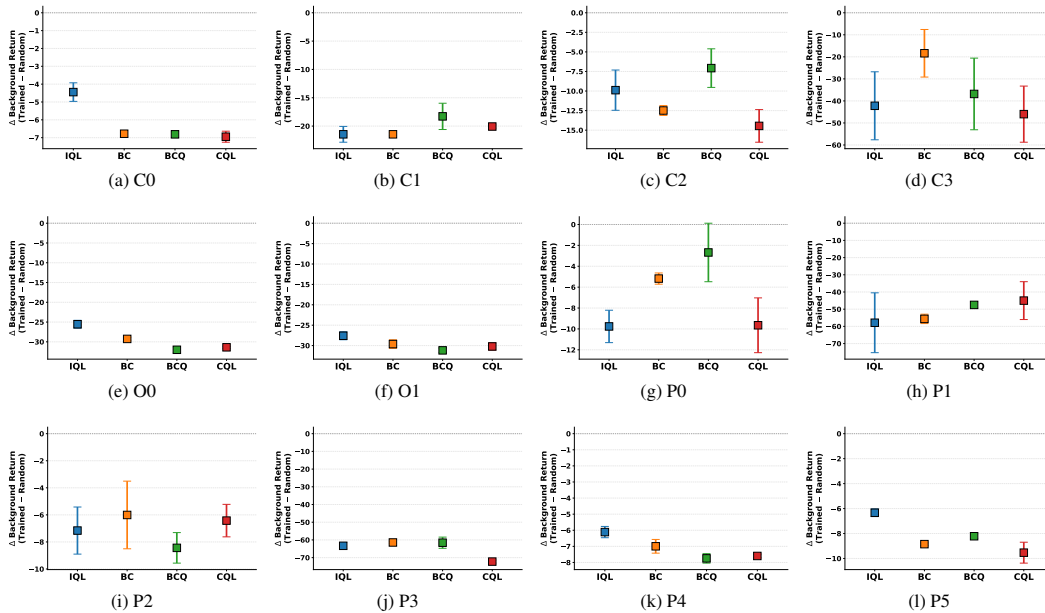 Δ Background Return
(Trained − Random)
0
−1
−2
−3
−4
−5
−6
−7
IQL BC BCQ CQL
(a) C0
Δ Background Return
(Trained − Random)
0
−5
−10
−15
−20
IQL BC BCQ CQL
(b) C1
Δ Background Return
(Trained − Random)
0.0
−2.5
−5.0
−7.5
−10.0
−12.5
−15.0
IQL BC BCQ CQL
(c) C2
Δ Background Return
(Trained − Random)
0
−10
−20
−30
−40
−50
−60
IQL BC BCQ CQL
(d) C3
Δ Background Return
(Trained − Random)
0
−5
−10
−15
−20
−25
−30
IQL BC BCQ CQL
(e) O0
Δ Background Return
(Trained − Random)
0
−5
−10
−15
−20
−25
−30
IQL BC BCQ CQL
(f) O1
Δ Background Return
(Trained − Random)
0
−2
−4
−6
−8
−10
−12
IQL BC BCQ CQL
(g) P0
Δ Background Return
(Trained − Random)
0
−10
−20
−30
−40
−50
−60
−70
IQL BC BCQ CQL
(h) P1
Δ Background Return
(Trained − Random)
0
−2
−4
−6
−8
−10
IQL BC BCQ CQL
(i) P2
Δ Background Return
(Trained − Random)
0
−10
−20
−30
−40
−50
−60
−70
IQL BC BCQ CQL
(j) P3
Δ Background Return
(Trained − Random)
0
−1
−2
−3
−4
−5
−6
−7
−8
IQL BC BCQ CQL
(k) P4
Δ Background Return
(Trained − Random)
0
−2
−4
−6
−8
−10
IQL BC BCQ CQL
(l) P5